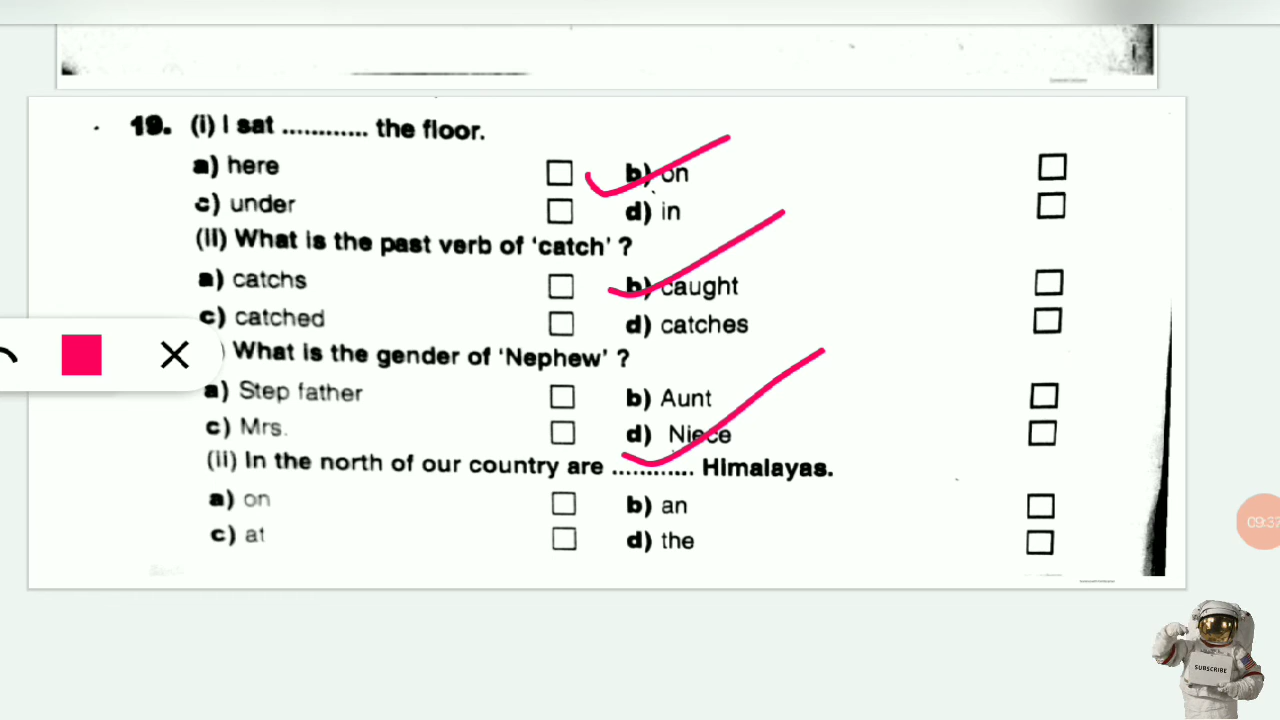 19. (i) I sat ............ the floor.
a) here b) on
c) under d) in
(ii) What is the past verb of 'catch' ?
a) catchs b) caught
c) catched d) catches
) What is the gender of 'Nephew' ?
a) Step father b) Aunt
c) Mrs. d) Niece
(ii) In the north of our country are ............ Himalayas.
a) on b) an
c) at d) the
09:37
SUBSCRIBE